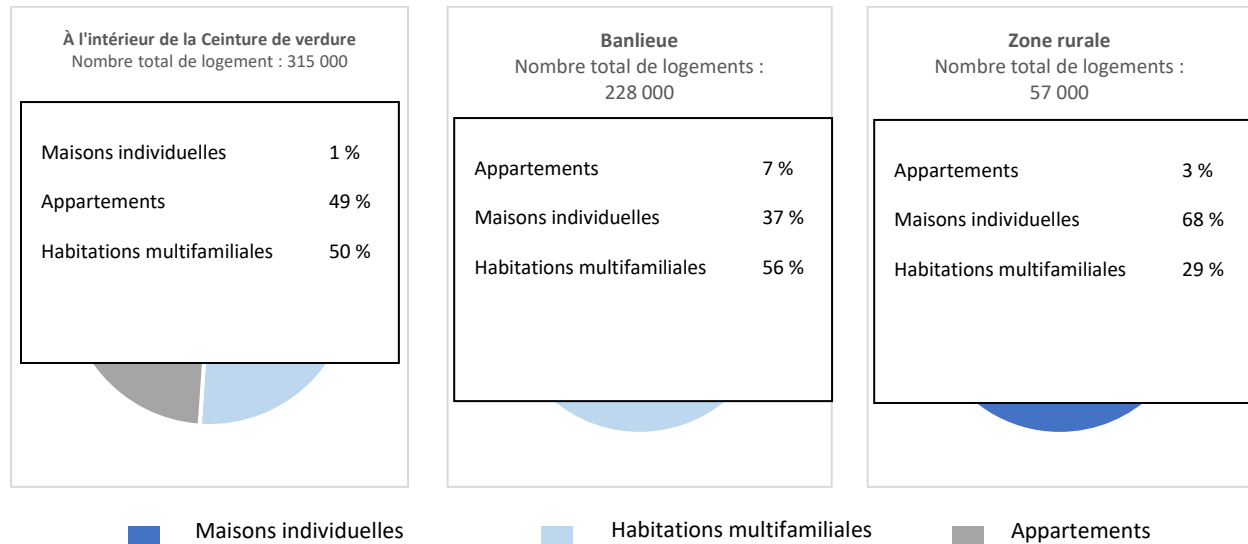 À l'intérieur de la Ceinture de verdure
Nombre total de logement : 315 000
Maisons individuelles 1 %
Appartements 49 %
Habitations multifamiliales 50 %
Banlieue
Nombre total de logements :
228 000
Appartements 7 %
Maisons individuelles 37 %
Habitations multifamiliales 56 %
Zone rurale
Nombre total de logements :
57 000
Appartements 3 %
Maisons individuelles 68 %
Habitations multifamiliales 29 %
Maisons individuelles Habitations multifamiliales Appartements